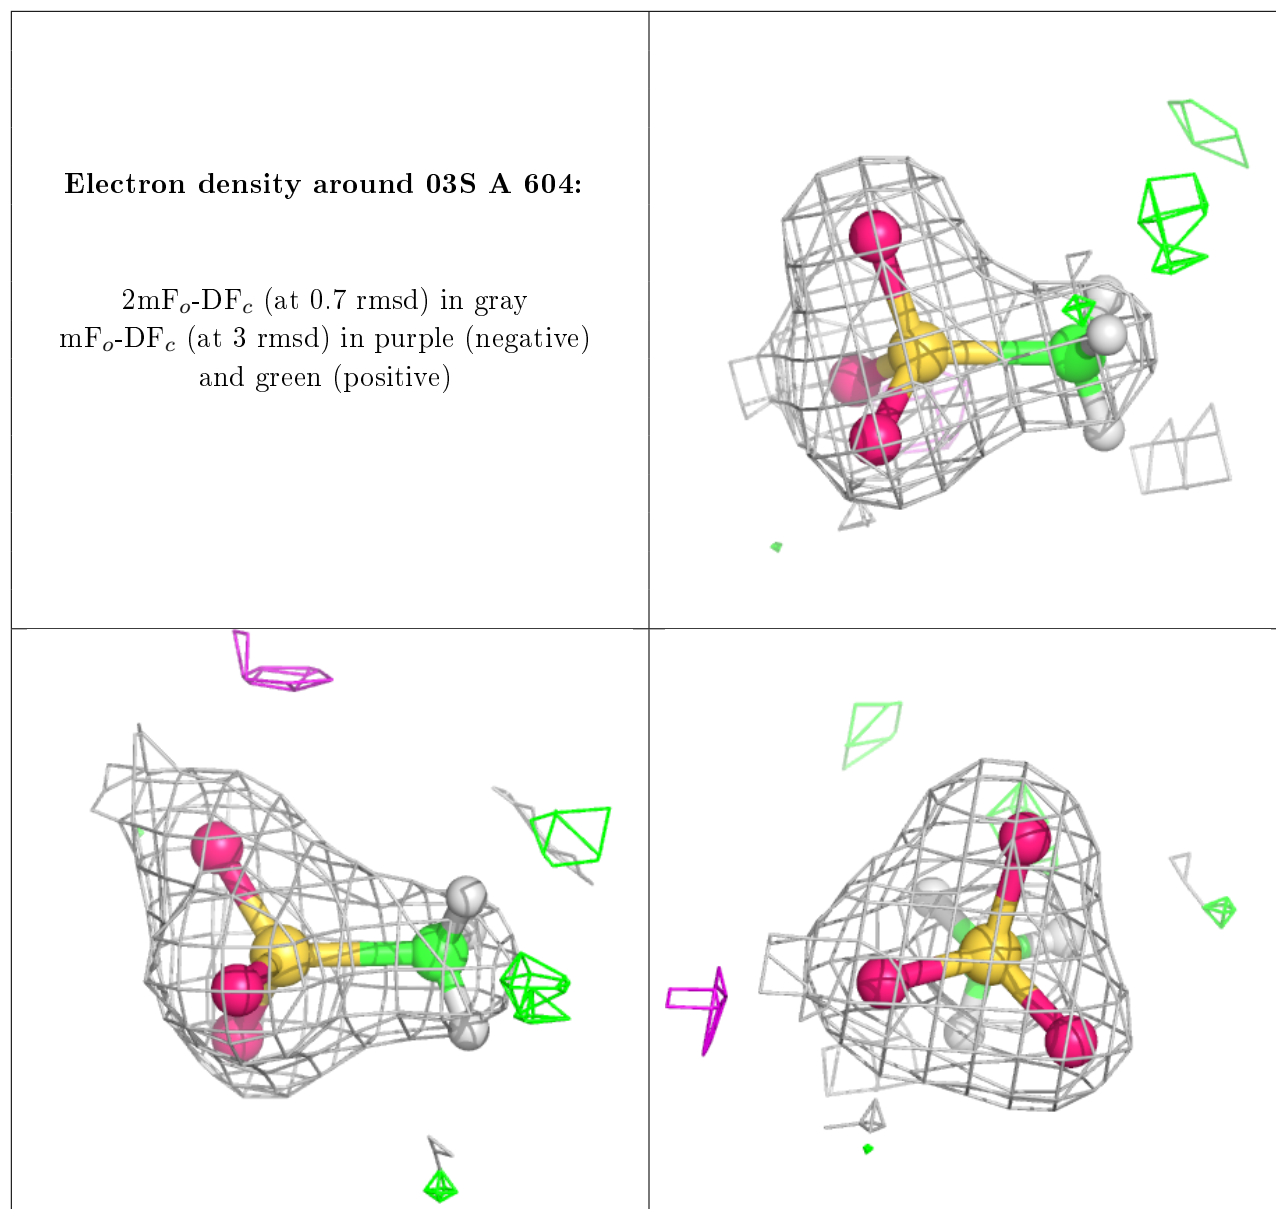 Electron density around 03S A 604:
2mFₒ-DF𝒸 (at 0.7 rmsd) in gray
mFₒ-DF𝒸 (at 3 rmsd) in purple (negative)
and green (positive)